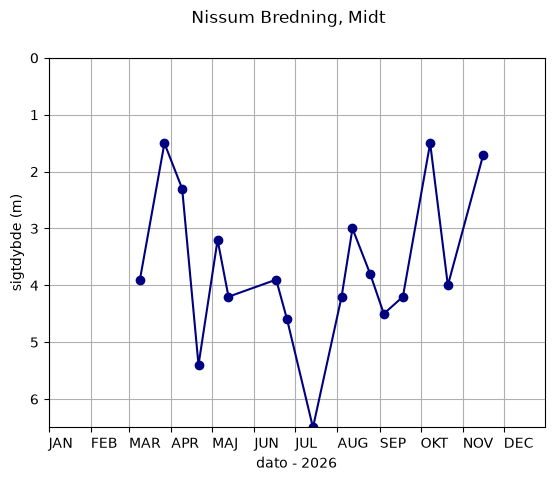 Nissum Bredning, Midt
0
1
2
3
4
5
6
sigtdybde (m)
JAN FEB MAR APR MAJ JUN JUL AUG SEP OKT NOV DEC
dato - 2026